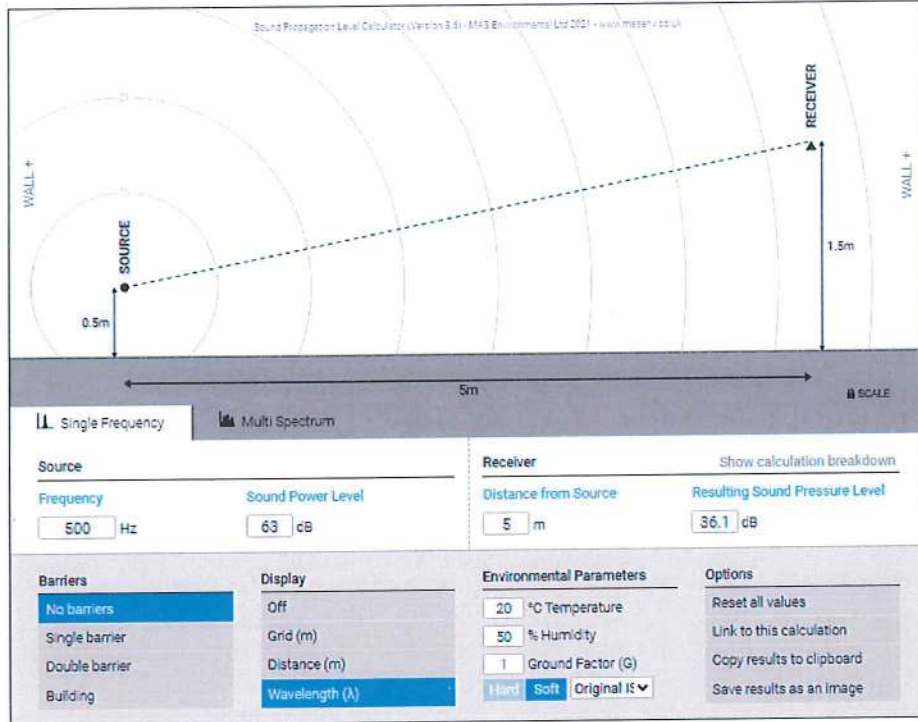 Sound Propagation Level Calculator (Version 8.5) - MAS Environmental Ltd 2021 - www.masenv.co.uk
RECEIVER
WALL +
WALL +
SOURCE
1.5m
0.5m
5m
SCALE
Single Frequency
Multi Spectrum
Source
Receiver
Show calculation breakdown
Frequency
Sound Power Level
Distance from Source
Resulting Sound Pressure Level
500 Hz
63 dB
5 m
36.1 dB
Barriers
Display
Environmental Parameters
Options
No barriers
Off
20 °C Temperature
Reset all values
Single barrier
Grid (m)
50 % Humidity
Link to this calculation
Double barrier
Distance (m)
1 Ground Factor (G)
Copy results to clipboard
Building
Wavelength (λ)
Hard Soft Original IS
Save results as an image